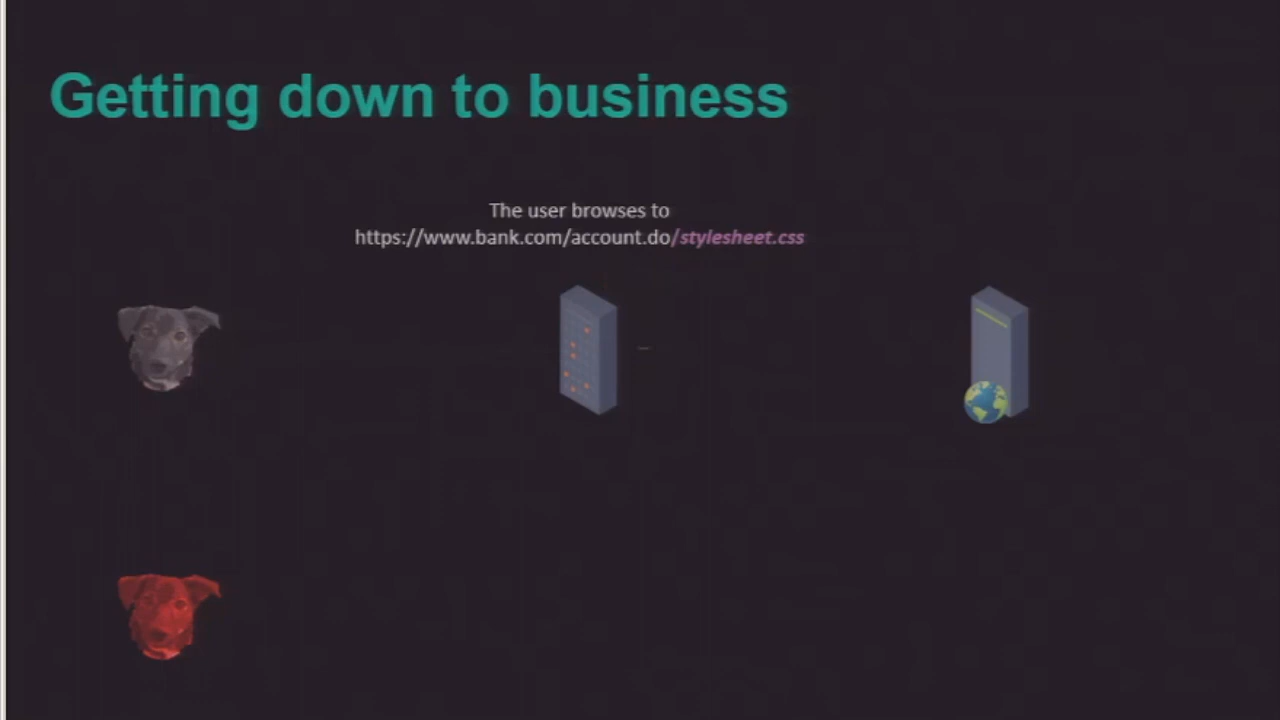 Getting down to business
The user browses to
https://www.bank.com/account.do/stylesheet.css